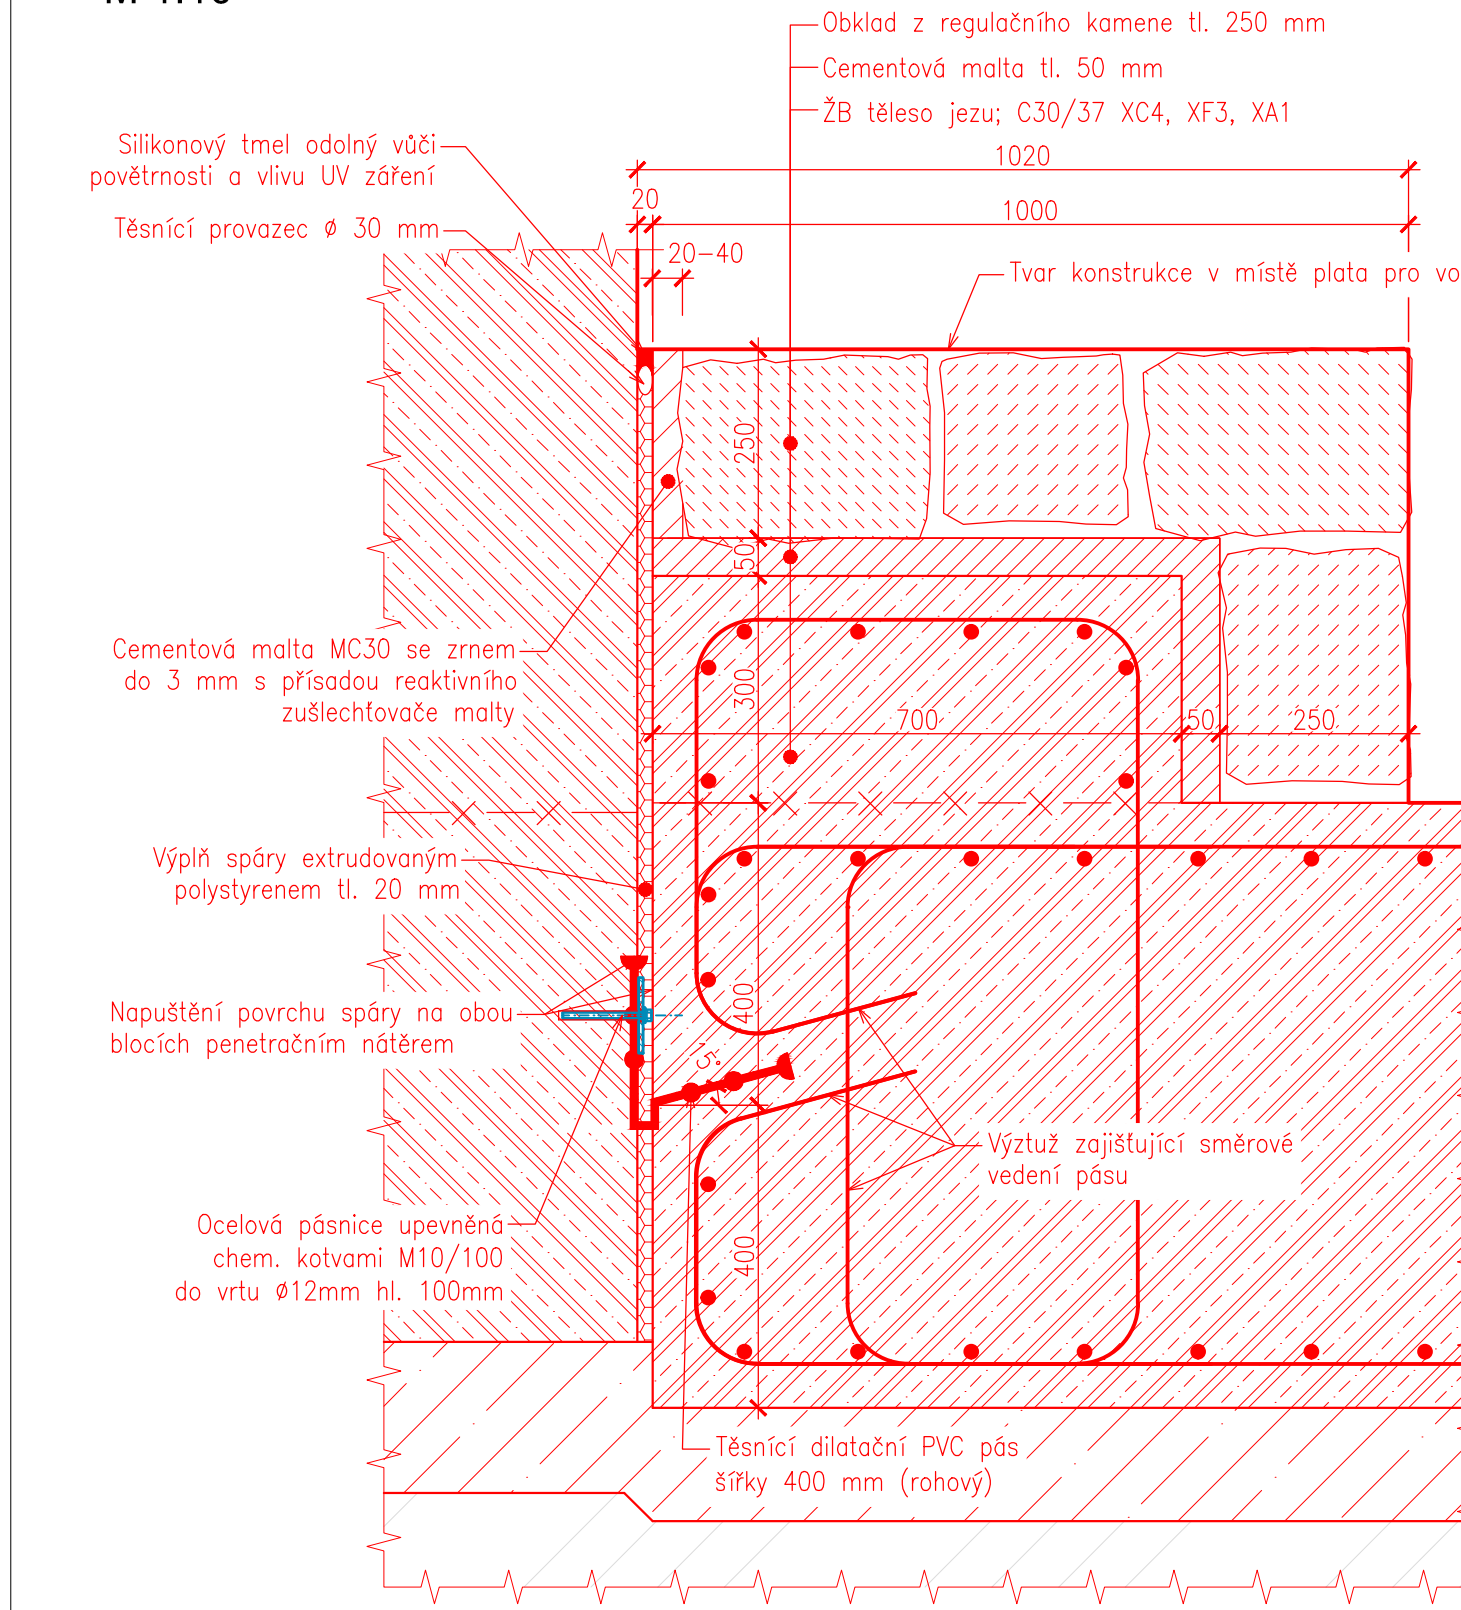 Obklad z regulačního kamene tl. 250 mm
Cementová malta tl. 50 mm
ŽB těleso jezu; C30/37 XC4, XF3, XA1
Silikonový tmel odolný vůči
povětrnosti a vlivu UV záření
Těsnící provazec ø 30 mm
1020
20
1000
20-40
Tvar konstrukce v místě plata pro vo
250
50
Cementová malta MC30 se zrnem
do 3 mm s přísadou reaktivního
zušlechťovače malty
300
700
50
250
Výplň spáry extrudovaným
polystyrenem tl. 20 mm
Napuštění povrchu spáry na obou
blocích penetračním nátěrem
400
15°
Výztuž zajišťující směrové
vedení pásu
Ocelová pásnice upevněná
chem. kotvami M10/100
do vrtu ø12mm hl. 100mm
400
Těsnící dilatační PVC pás
šířky 400 mm (rohový)